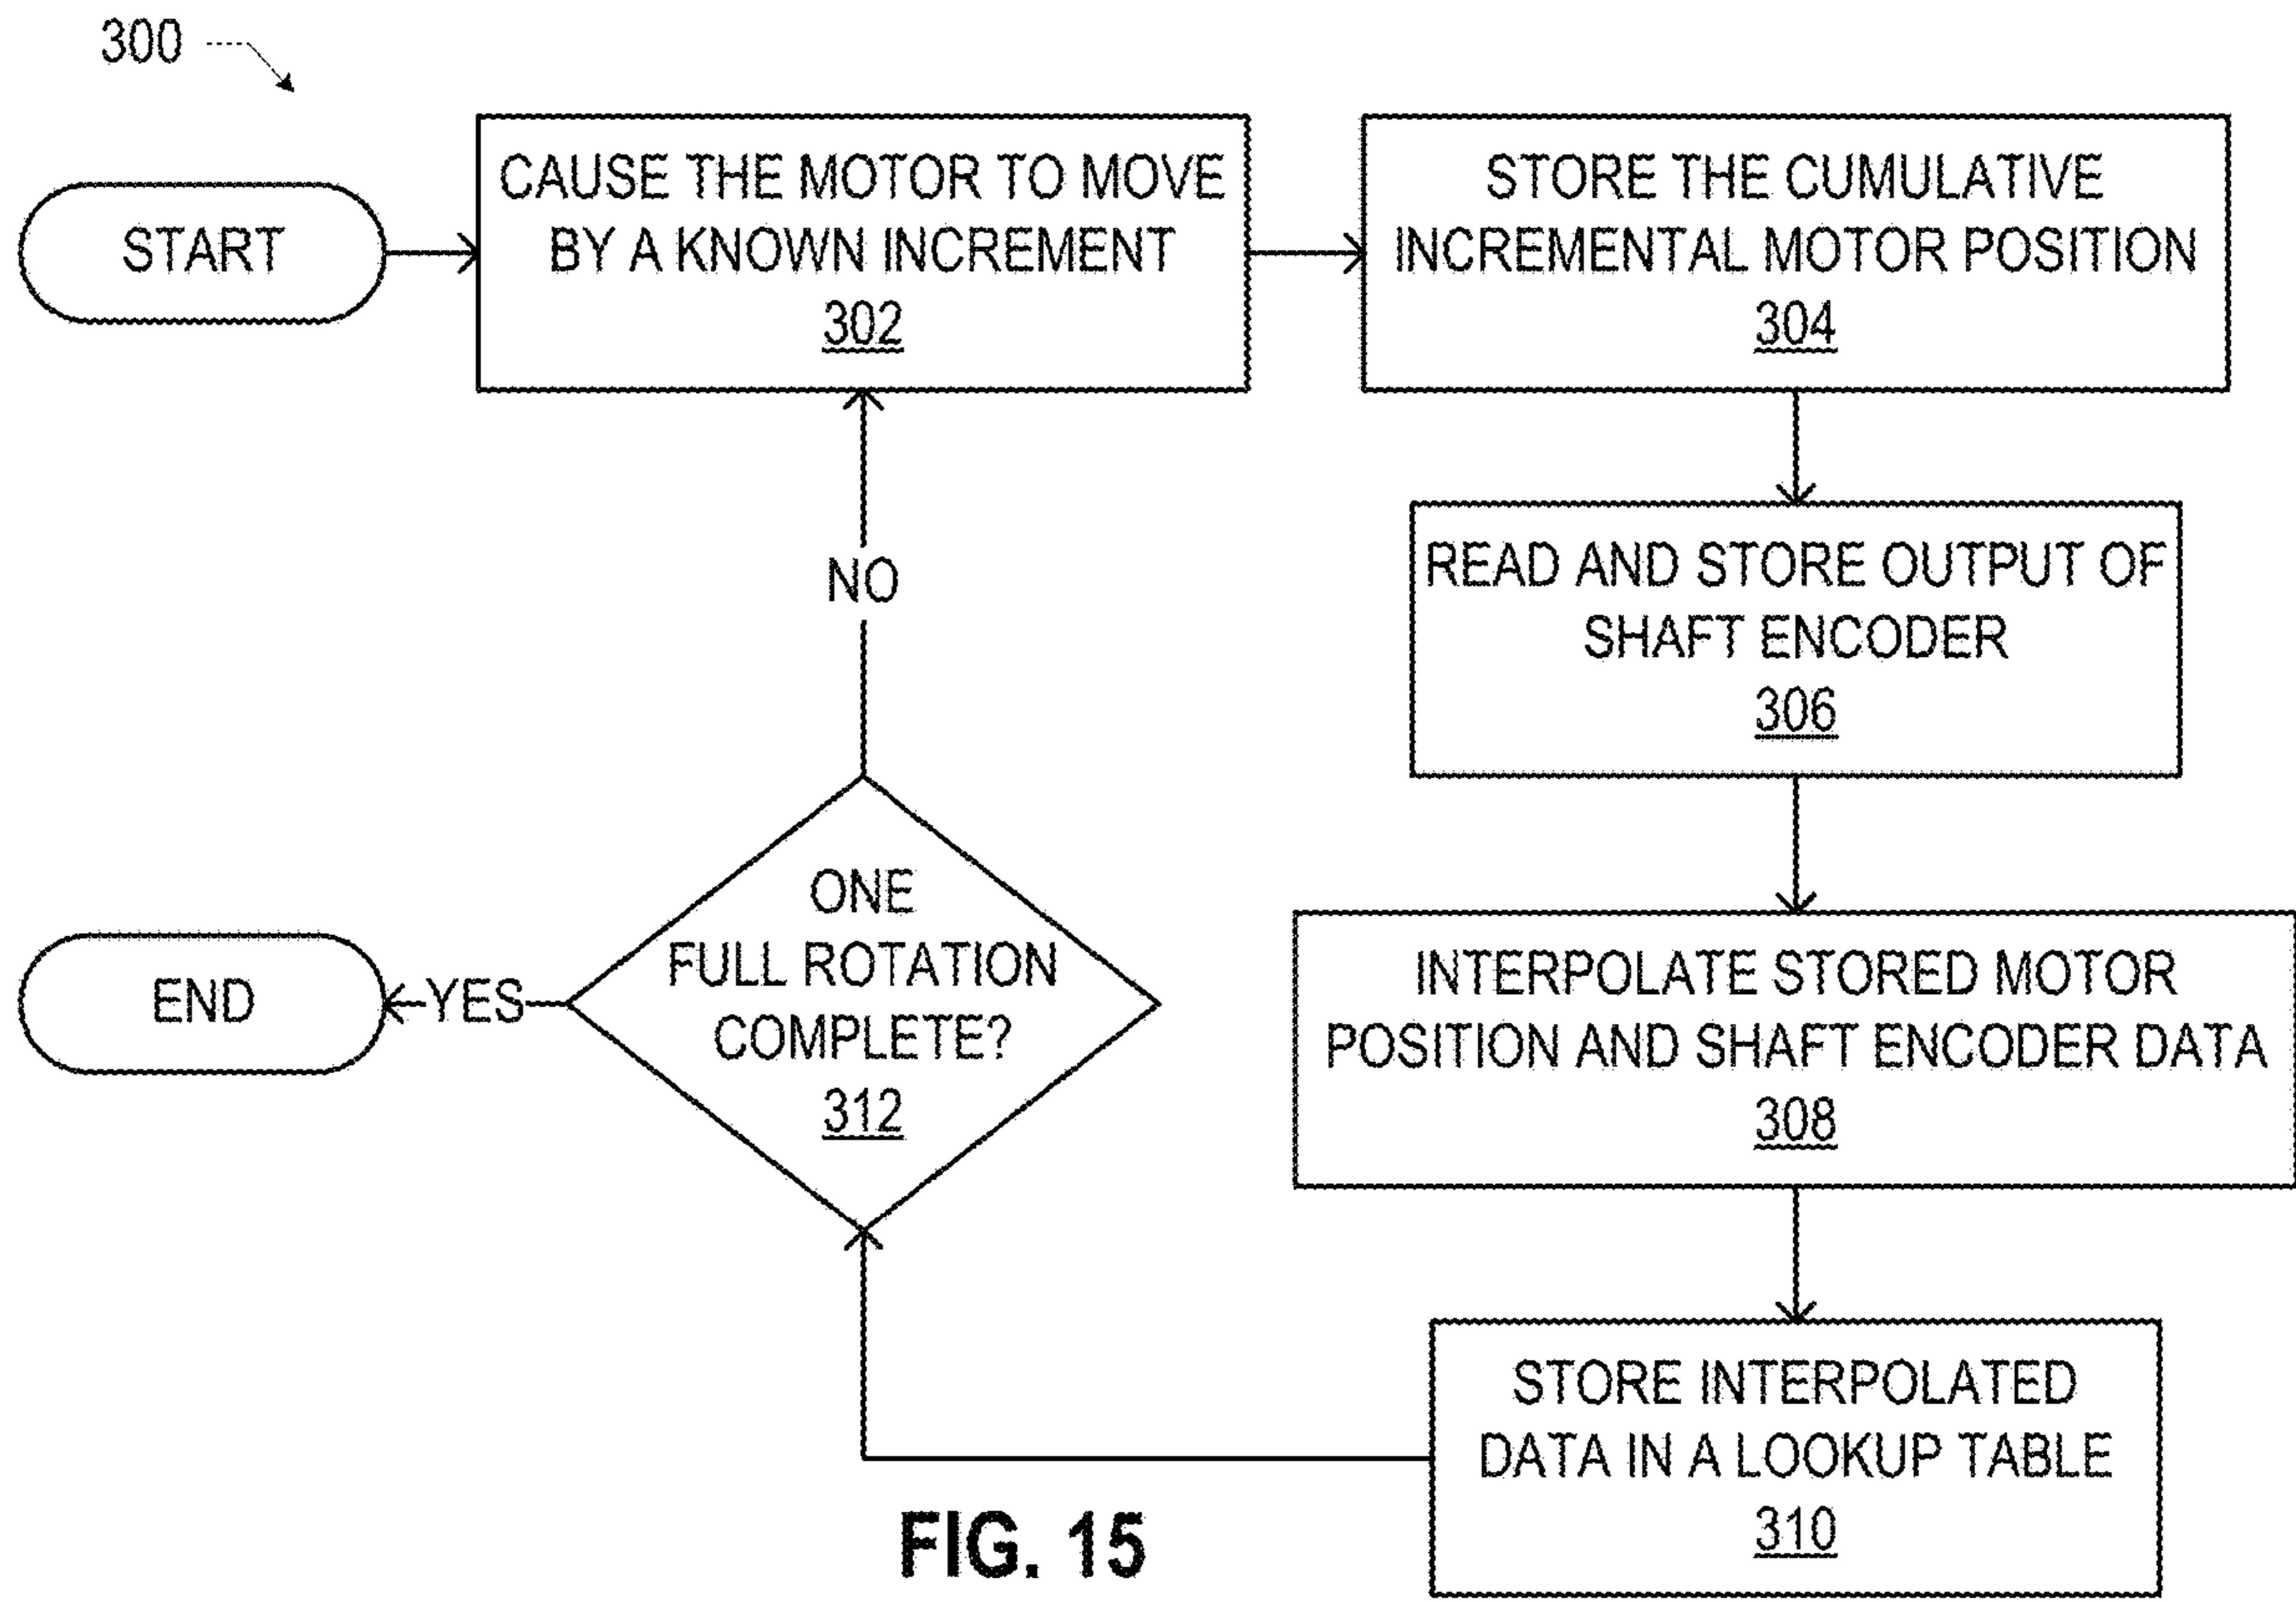 300
START
CAUSE THE MOTOR TO MOVE
BY A KNOWN INCREMENT
302
STORE THE CUMULATIVE
INCREMENTAL MOTOR POSITION
304
READ AND STORE OUTPUT OF
SHAFT ENCODER
306
INTERPOLATE STORED MOTOR
POSITION AND SHAFT ENCODER DATA
308
STORE INTERPOLATED
DATA IN A LOOKUP TABLE
310
ONE
FULL ROTATION
COMPLETE?
312
NO
YES
END
FIG. 15